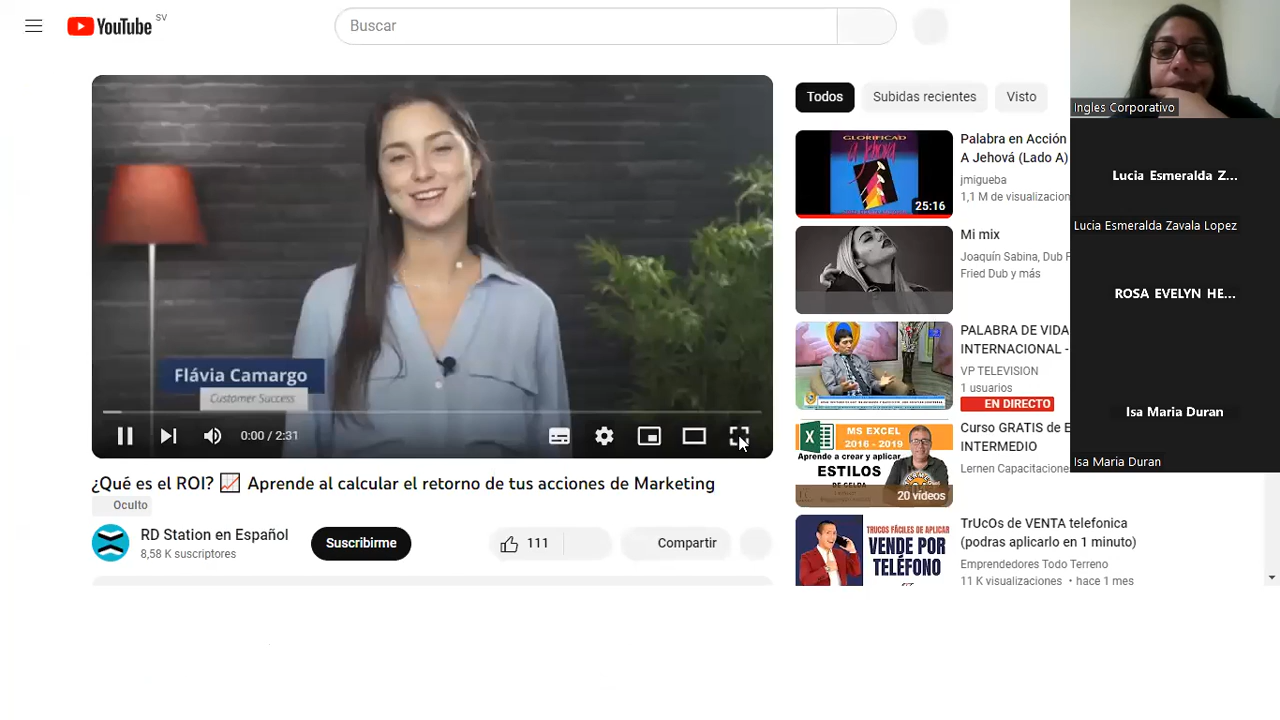 YouTube SV
Buscar
Flávia Camargo
Customer Success
0:00 / 2:31
¿Qué es el ROI? 📈 Aprende al calcular el retorno de tus acciones de Marketing
Oculto
RD Station en Español
8,58 K suscriptores
Suscribirme
111
Compartir
Todos
Subidas recientes
Visto
GLORIFICAD
a Jehová
25:16
Palabra en Acción
A Jehová (Lado A)
jmigueba
1,1 M de visualizacion
Mi mix
Joaquín Sabina, Dub F
Fried Dub y más
PALABRA DE VIDA
INTERNACIONAL -
VP TELEVISION
1 usuarios
EN DIRECTO
MS EXCEL
2016 - 2019
Aprende a crear y aplicar
ESTILOS
DE CELDA
20 vídeos
Curso GRATIS de E
INTERMEDIO
Lernen Capacitacione
TRUCOS FÁCILES DE APLICAR
VENDE POR
TELÉFONO
TrUcOs de VENTA telefonica
(podras aplicarlo en 1 minuto)
Emprendedores Todo Terreno
11 K visualizaciones • hace 1 mes
Ingles Corporativo
Lucia Esmeralda Z...
Lucia Esmeralda Zavala Lopez
ROSA EVELYN HE...
Isa Maria Duran
Isa Maria Duran